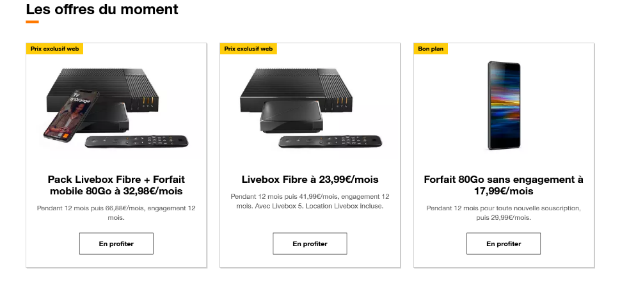 Les offres du moment
Prix exclusif web
Pack Livebox Fibre + Forfait
mobile 80Go à 32,98€/mois
Pendant 12 mois puis 66,88€/mois, engagement 12
mois.
En profiter
Prix exclusif web
Livebox Fibre à 23,99€/mois
Pendant 12 mois puis 41,99€/mois, engagement 12
mois. Avec Livebox 5. Location Livebox incluse.
En profiter
Bon plan
Forfait 80Go sans engagement à
17,99€/mois
Pendant 12 mois pour toute nouvelle souscription,
puis 29,99€/mois.
En profiter